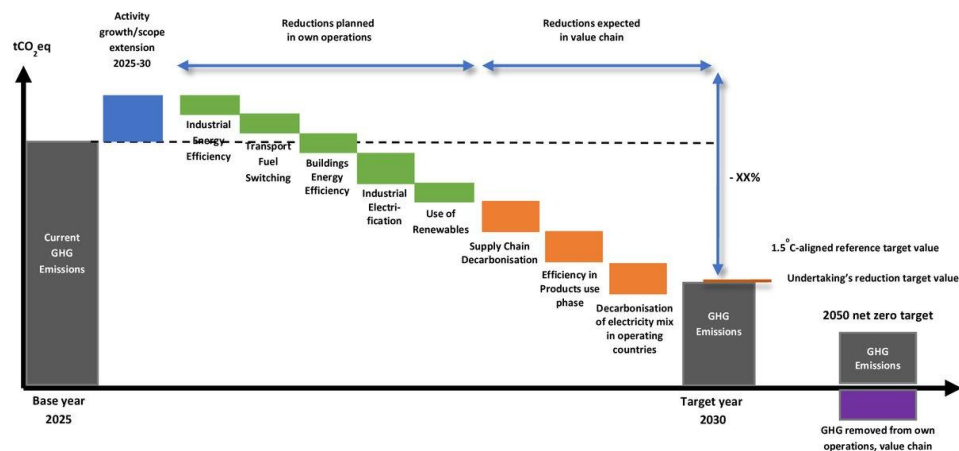 Activity
growth/scope
extension
2025-30
Reductions planned
in own operations
Reductions expected
in value chain
tCO2eq
Industrial
Energy
Efficiency
Transport
Fuel
Switching
Buildings
Energy
Efficiency
Industrial
Electri-
fication
Use of
Renewables
Supply Chain
Decarbonisation
Efficiency in
Products use
phase
Decarbonisation
of electricity mix
in operating
countries
- XX%
1.5°C-aligned reference target value
Undertaking's reduction target value
Current
GHG
Emissions
GHG
Emissions
2050 net zero target
GHG
Emissions
Base year
2025
Target year
2030
GHG removed from own
operations, value chain